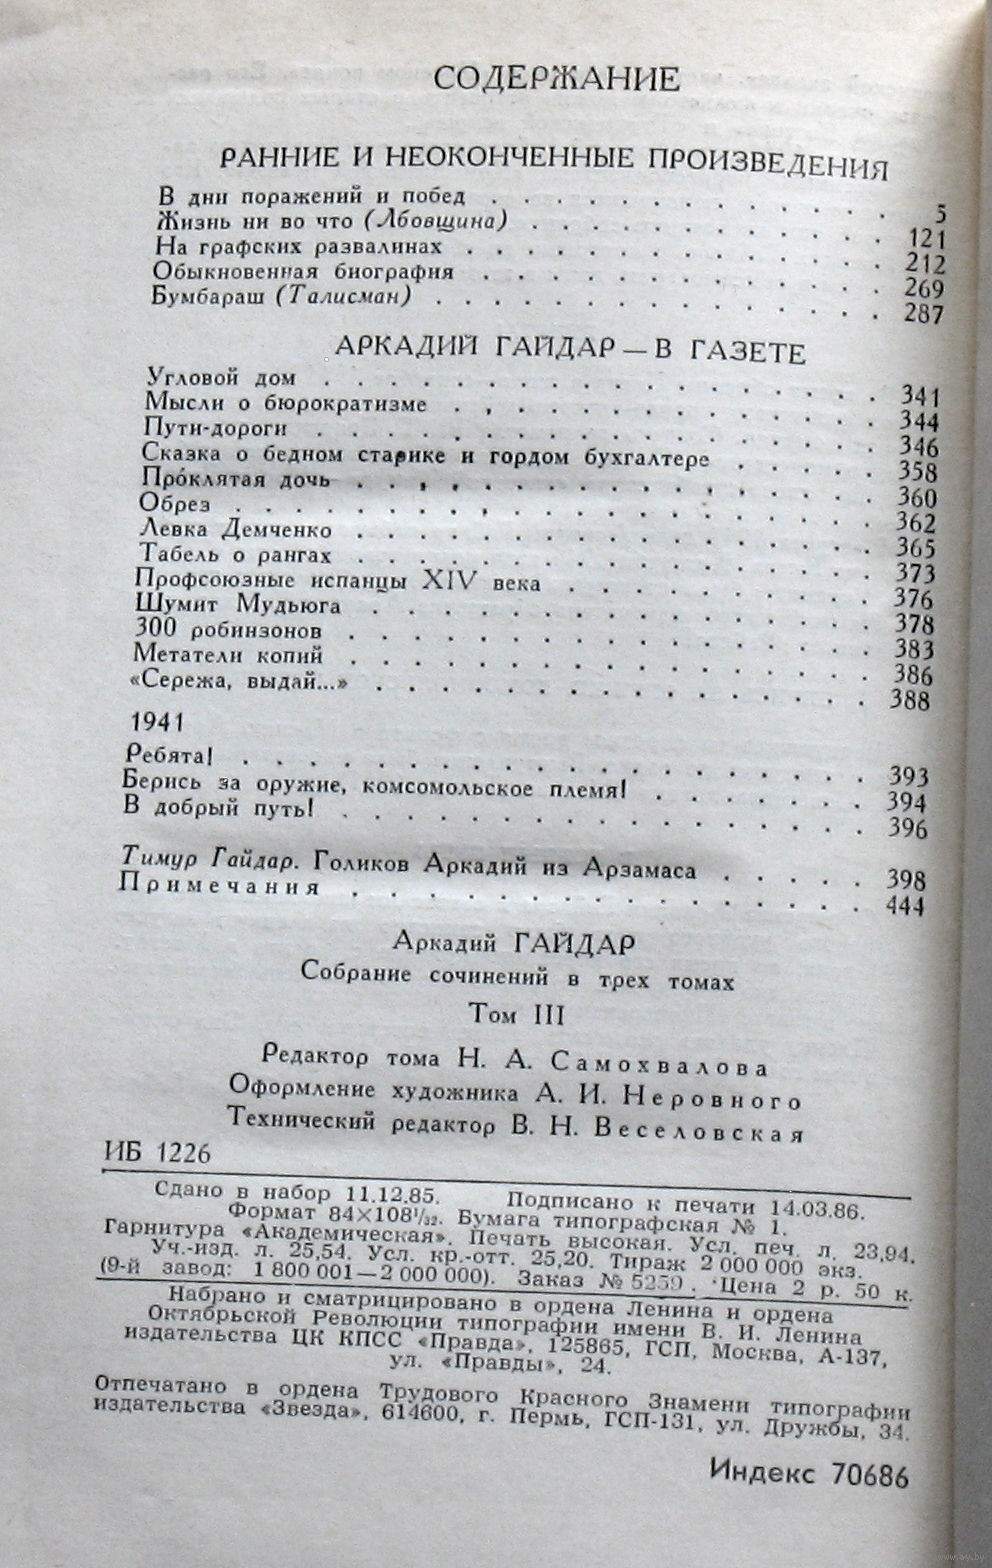 СОДЕРЖАНИЕ
РАННИЕ И НЕОКОНЧЕННЫЕ ПРОИЗВЕДЕНИЯ
В дни поражений и побед . . . . . . . . . . . . 5
Жизнь ни во что (Лбовщина) . . . . . . . . . . . 121
На графских развалинах . . . . . . . . . . . . . 212
Обыкновенная биография . . . . . . . . . . . . 269
Бумбараш (Талисман) . . . . . . . . . . . . . . 287
АРКАДИЙ ГАЙДАР — В ГАЗЕТЕ
Угловой дом . . . . . . . . . . . . . . . . . 341
Мысли о бюрократизме . . . . . . . . . . . . . 344
Пути-дороги . . . . . . . . . . . . . . . . . 346
Сказка о бедном старике и гордом бухгалтере . . . . . 358
Проклятая дочь . . . . . . . . . . . . . . . . 360
Обрез . . . . . . . . . . . . . . . . . . . . 362
Левка Демченко . . . . . . . . . . . . . . . . 365
Табель о рангах . . . . . . . . . . . . . . . . 373
Профсоюзные испанцы XIV века . . . . . . . . . . 376
Шумит Мудьюга . . . . . . . . . . . . . . . . 378
300 робинзонов . . . . . . . . . . . . . . . . 383
Метатели копий . . . . . . . . . . . . . . . . 386
«Сережа, выдай...» . . . . . . . . . . . . . . . 388
1941
Ребята! . . . . . . . . . . . . . . . . . . . 393
Берись за оружие, комсомольское племя! . . . . . . . 394
В добрый путь! . . . . . . . . . . . . . . . . 396
Тимур Гайдар. Голиков Аркадий из Арзамаса . . . . . 398
Примечания . . . . . . . . . . . . . . 444
Аркадий ГАЙДАР
Собрание сочинений в трех томах
Том III
Редактор тома Н. А. Самохвалова
Оформление художника А. И. Неровного
Технический редактор В. Н. Веселовская
ИБ 1226
Сдано в набор 11.12.85. Подписано к печати 14.03.86.
Формат 84×108 1/32. Бумага типографская № 1.
Гарнитура «Академическая». Печать высокая. Усл. печ. л. 23,94.
Уч.-изд. л. 25,54. Усл. кр.-отт. 25,20. Тираж 2 000 000 экз.
(9-й завод: 1 800 001—2 000 000). Заказ № 5259. Цена 2 р. 50 к.
Набрано и сматрицировано в ордена Ленина и ордена
Октябрьской Революции типографии имени В. И. Ленина
издательства ЦК КПСС «Правда», 125865, ГСП, Москва, А-137,
ул. «Правды», 24.
Отпечатано в ордена Трудового Красного Знамени типографии
издательства «Звезда», 614600, г. Пермь, ГСП-131, ул. Дружбы, 34.
Индекс 70686